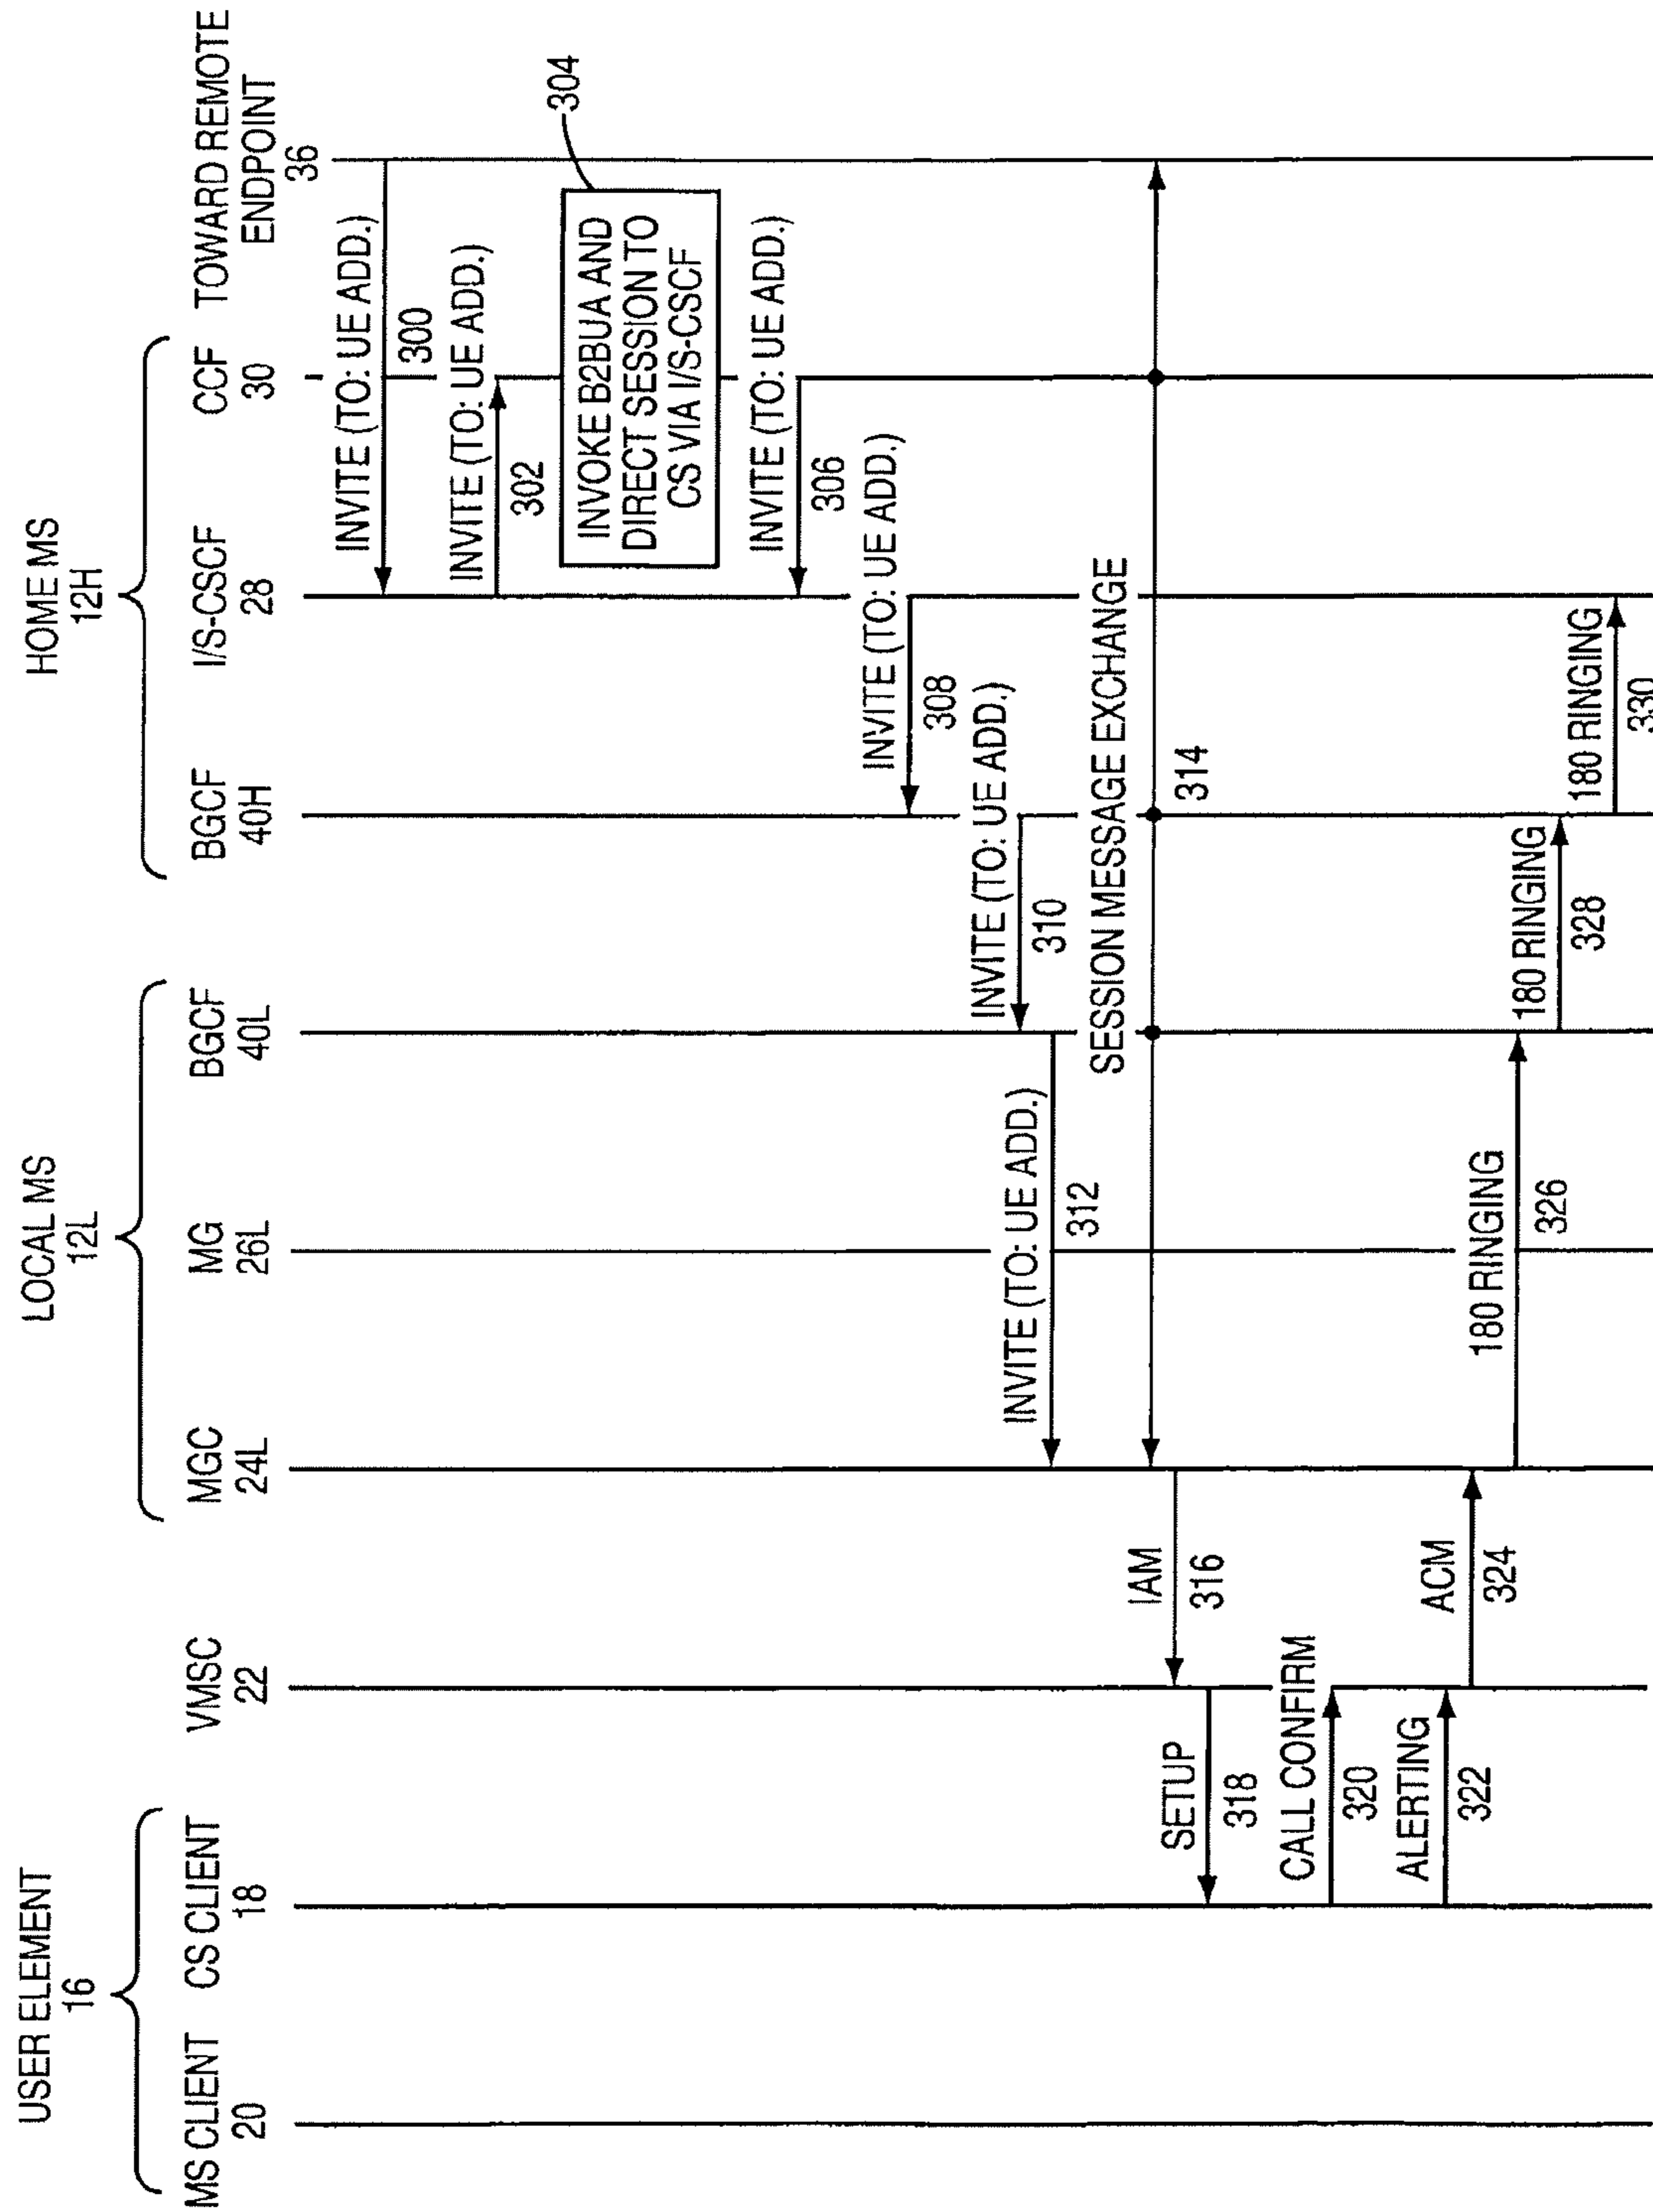 USER ELEMENT
16
LOCAL MS
12L
HOME MS
12H
MS CLIENT
20
CS CLIENT
18
VMSC
22
MGC
24L
MG
26L
BGCF
40L
BGCF
40H
I/S-CSCF
28
CCF
30
TOWARD REMOTE
ENDPOINT
36
INVITE (TO: UE ADD.)
300
INVITE (TO: UE ADD.)
302
INVOKE B2BUA AND
DIRECT SESSION TO
CS VIA I/S-CSCF
304
INVITE (TO: UE ADD.)
306
INVITE (TO: UE ADD.)
308
INVITE (TO: UE ADD.)
310
INVITE (TO: UE ADD.)
312
SESSION MESSAGE EXCHANGE
314
IAM
316
SETUP
318
CALL CONFIRM
320
ALERTING
322
ACM
324
180 RINGING
326
180 RINGING
328
180 RINGING
330